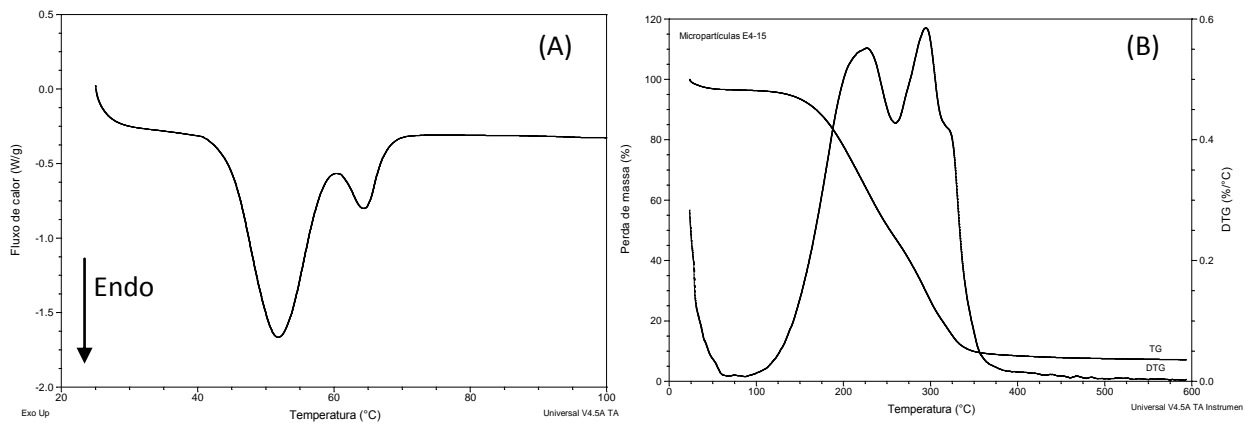 (A)
0.5
0.0
-0.5
-1.0
-1.5
-2.0
Fluxo de calor (W/g)
Endo
20
40
60
80
100
Exo Up
Temperatura (°C)
Universal V4.5A TA
(B)
Micropartículas E4-15
120
100
80
60
40
20
0
Perda de massa (%)
0.6
0.4
0.2
0.0
DTG (%/°C)
TG
DTG
0
100
200
300
400
500
600
Temperatura (°C)
Universal V4.5A TA Instrumen